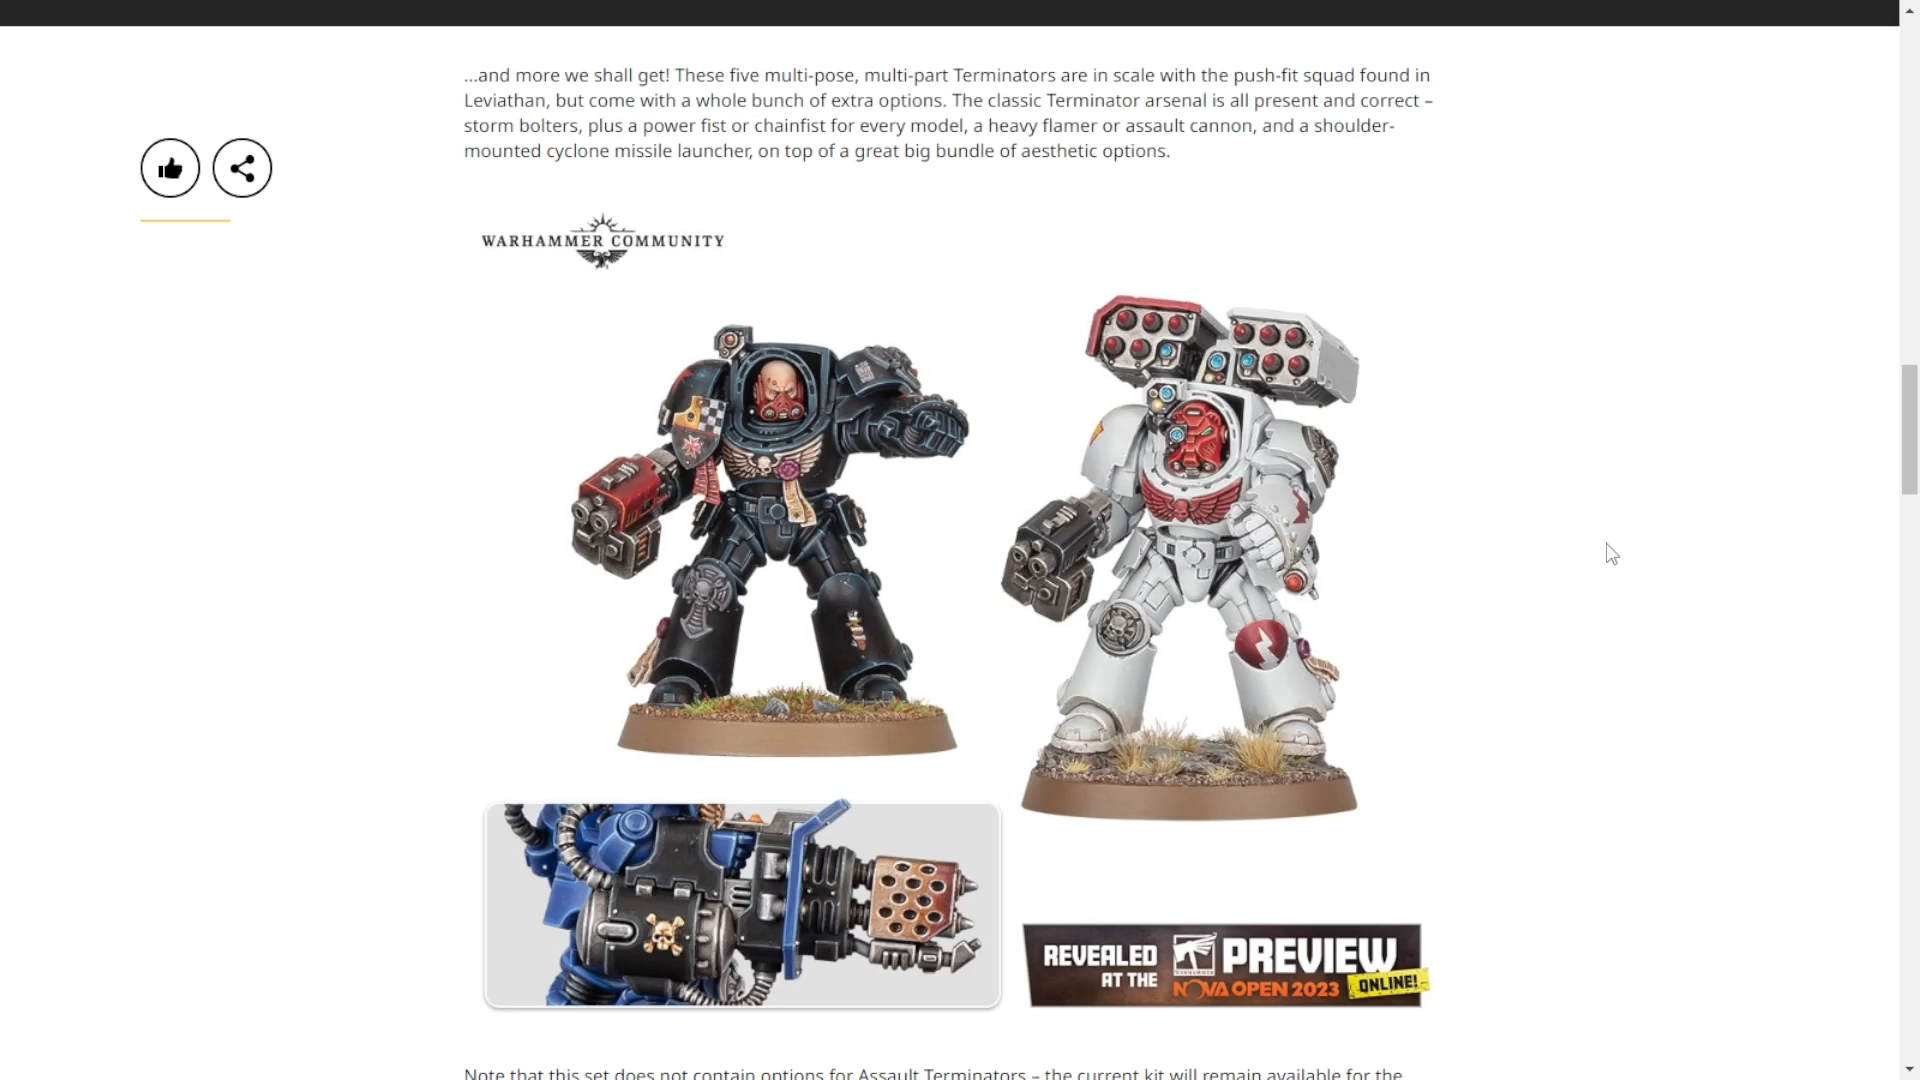 ...and more we shall get! These five multi-pose, multi-part Terminators are in scale with the push-fit squad found in
Leviathan, but come with a whole bunch of extra options. The classic Terminator arsenal is all present and correct –
storm bolters, plus a power fist or chainfist for every model, a heavy flamer or assault cannon, and a shoulder-
mounted cyclone missile launcher, on top of a great big bundle of aesthetic options.
WARHAMMER COMMUNITY
REVEALED
AT THE
PREVIEW
NOVA OPEN 2023
ONLINE!
Note that this set does not contain options for Assault Terminators – the current kit will remain available for the